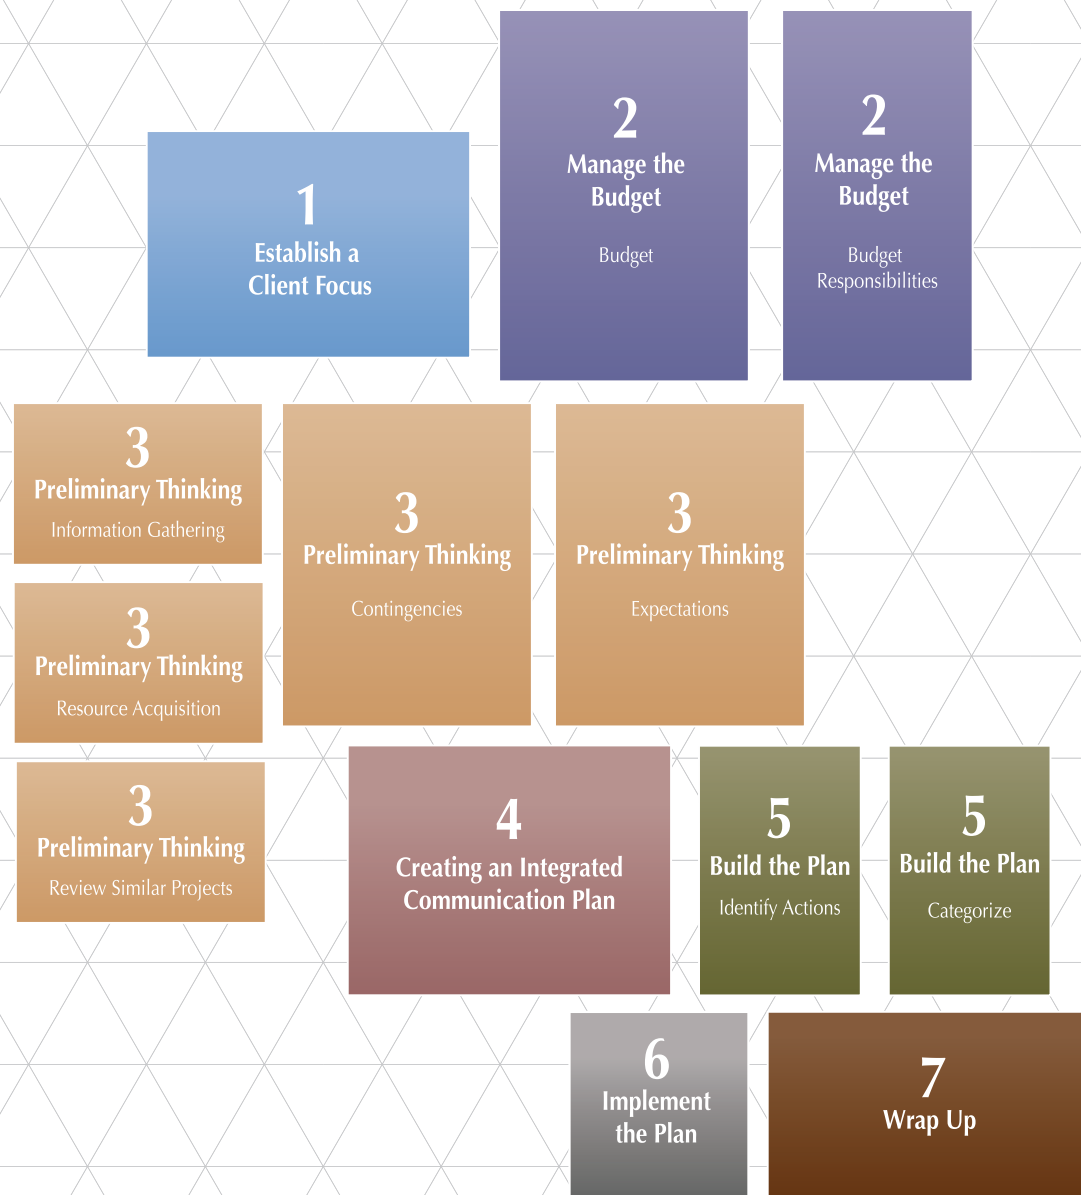 1
Establish a
Client Focus
2
Manage the
Budget
Budget
2
Manage the
Budget
Budget
Responsibilities
3
Preliminary Thinking
Information Gathering
3
Preliminary Thinking
Contingencies
3
Preliminary Thinking
Expectations
3
Preliminary Thinking
Resource Acquisition
3
Preliminary Thinking
Review Similar Projects
4
Creating an Integrated
Communication Plan
5
Build the Plan
Identify Actions
5
Build the Plan
Categorize
6
Implement
the Plan
7
Wrap Up